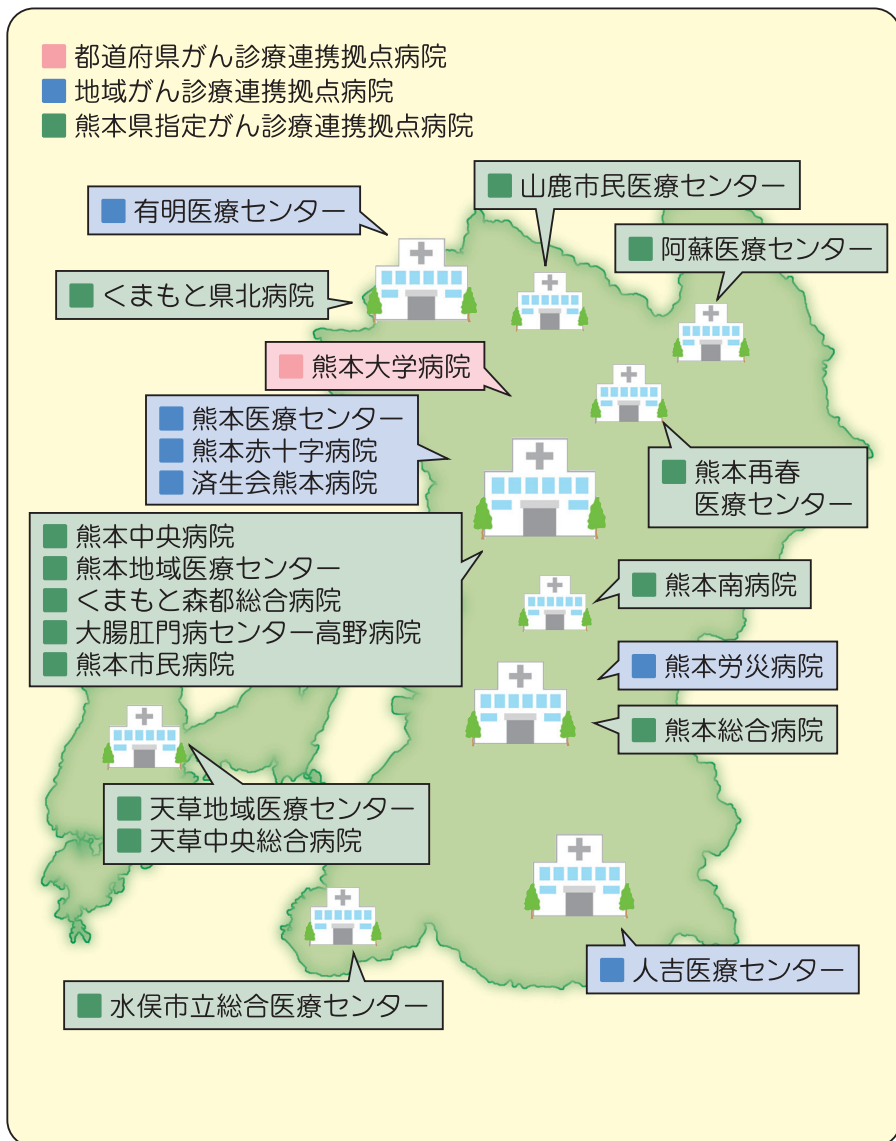 都道府県がん診療連携拠点病院
地域がん診療連携拠点病院
熊本県指定がん診療連携拠点病院
山鹿市民医療センター
有明医療センター
阿蘇医療センター
くまもと県北病院
熊本大学病院
熊本医療センター
熊本赤十字病院
済生会熊本病院
熊本再春
医療センター
熊本中央病院
熊本地域医療センター
くまもと森都総合病院
大腸肛門病センター高野病院
熊本市民病院
熊本南病院
熊本労災病院
熊本総合病院
天草地域医療センター
天草中央総合病院
人吉医療センター
水俣市立総合医療センター